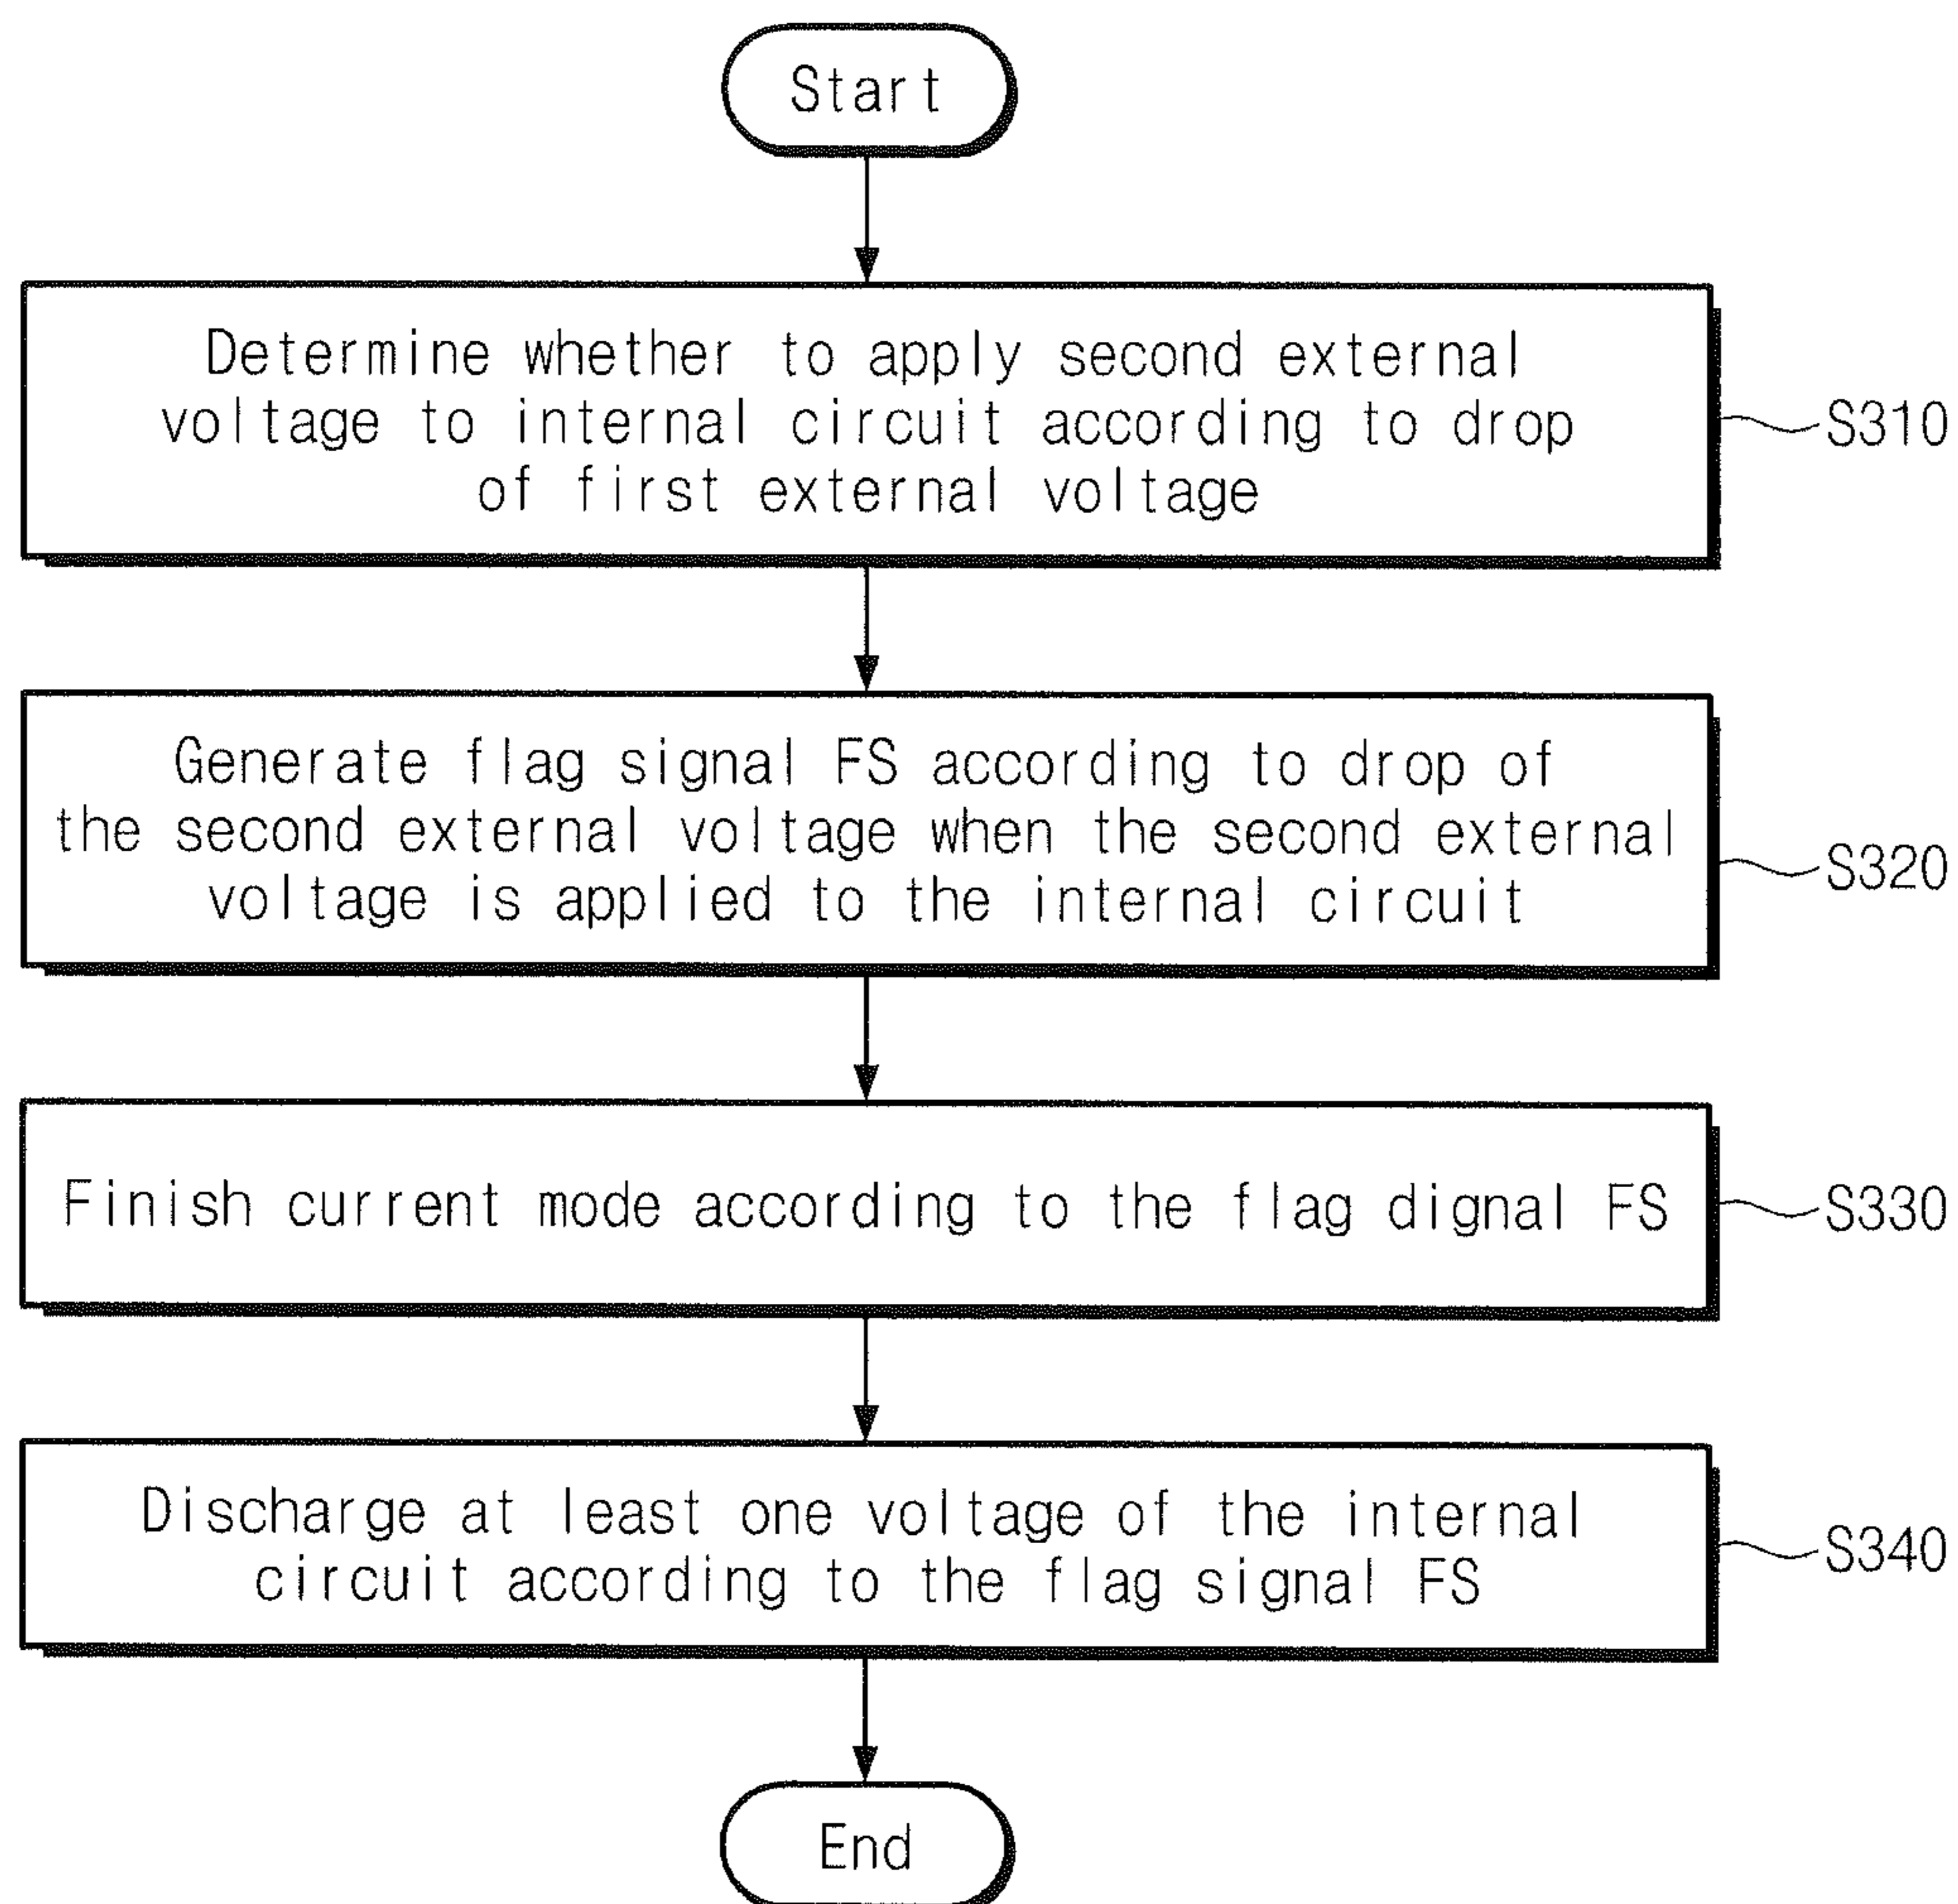 Start
Determine whether to apply second external
voltage to internal circuit according to drop
of first external voltage
S310
Generate flag signal FS according to drop of
the second external voltage when the second external
voltage is applied to the internal circuit
S320
Finish current mode according to the flag dignal FS
S330
Discharge at least one voltage of the internal
circuit according to the flag signal FS
S340
End